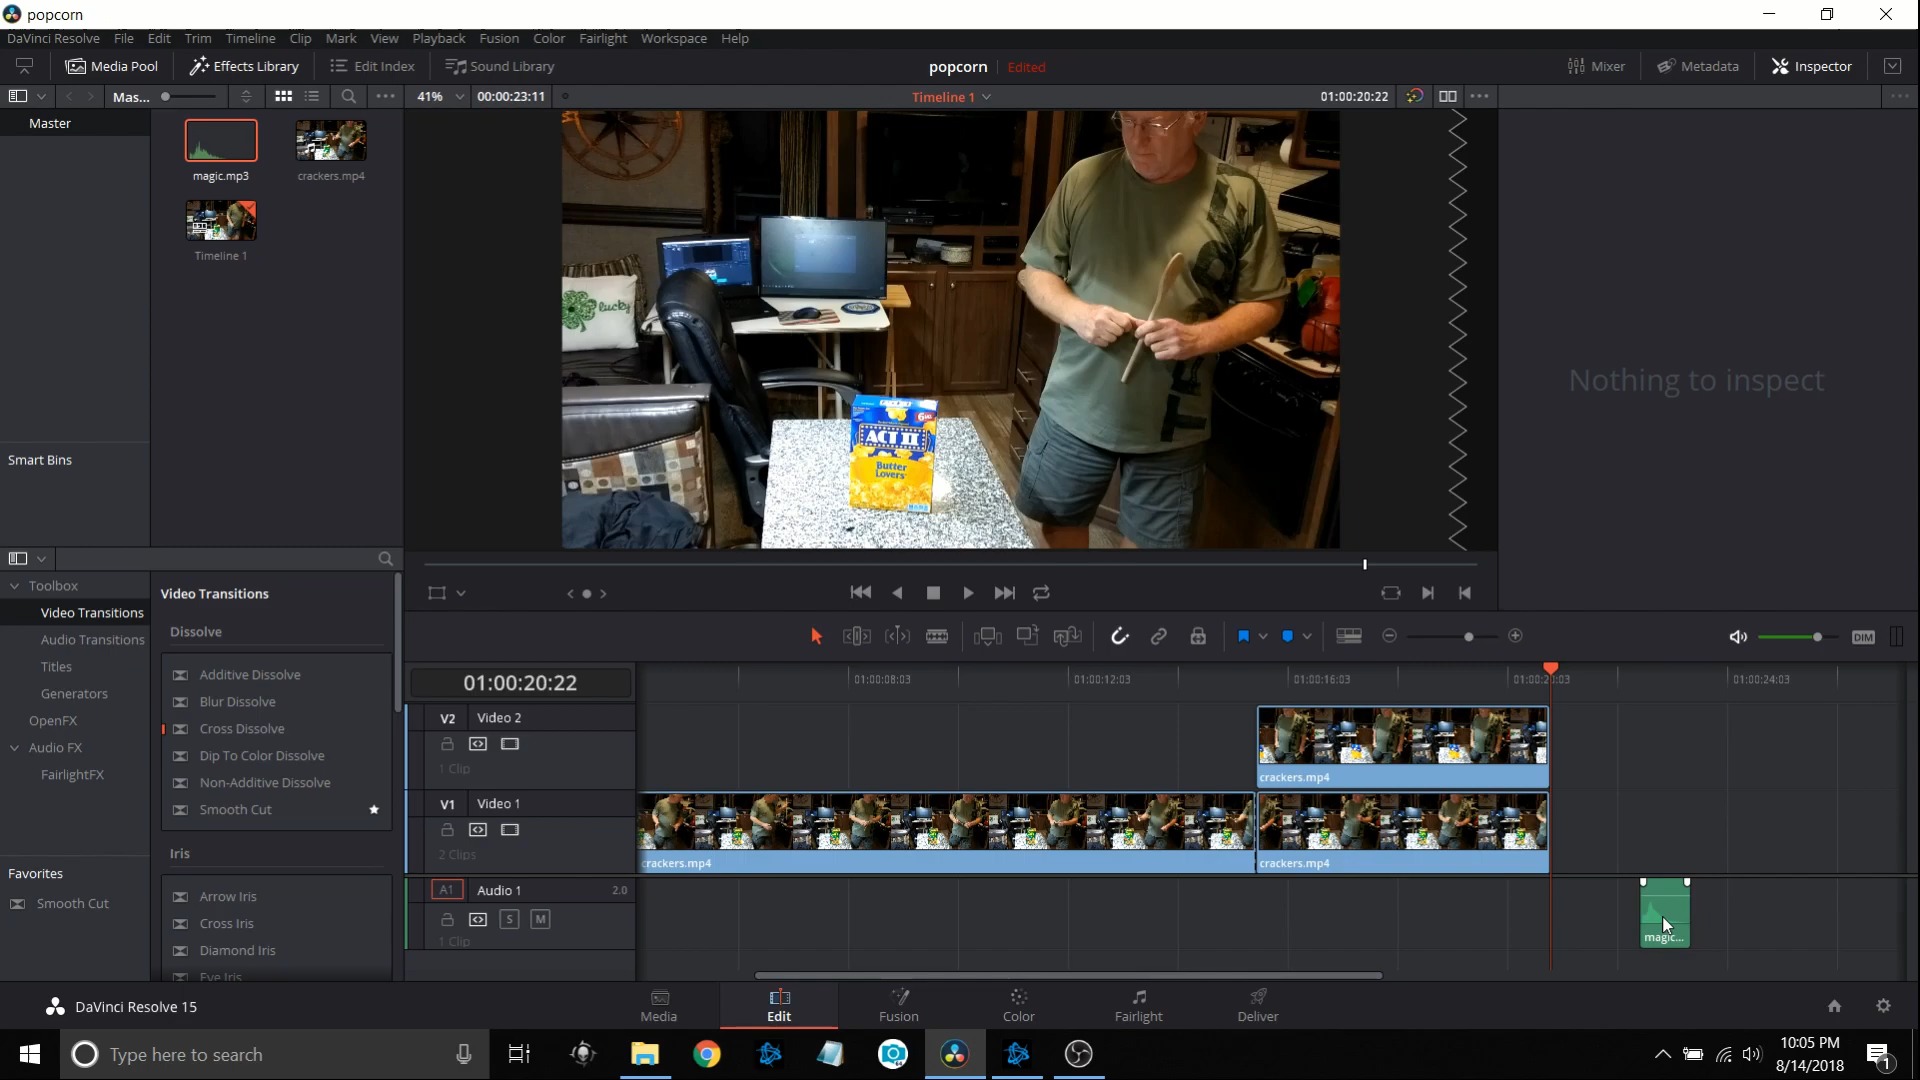 popcorn
DaVinci Resolve File Edit Trim Timeline Clip Mark View Playback Fusion Color Fairlight Workspace Help
Media Pool Effects Library Edit Index Sound Library popcorn Edited Mixer Metadata Inspector
Mas... 41% 00:00:23:11 Timeline 1 01:00:20:22
Master
magic.mp3 crackers.mp4
Timeline 1
lucky
ACT II
Butter
Lovers
Nothing to inspect
Smart Bins
Toolbox
Video Transitions
Audio Transitions
Titles
Generators
OpenFX
Audio FX
FairlightFX
Video Transitions
Dissolve
Additive Dissolve
Blur Dissolve
Cross Dissolve
Dip To Color Dissolve
Non-Additive Dissolve
Smooth Cut
Iris
Arrow Iris
Cross Iris
Diamond Iris
Eye Iris
Favorites
Smooth Cut
DIM
01:00:20:22 01:00:08:03 01:00:12:03 01:00:16:03 01:00:20:03 01:00:24:03
V2 Video 2
1 Clip
crackers.mp4
V1 Video 1
2 Clips
crackers.mp4 crackers.mp4
A1 Audio 1 2.0
S M
1 Clip
magic...
DaVinci Resolve 15
Media Edit Fusion Color Fairlight Deliver
Type here to search
10:05 PM
8/14/2018
1